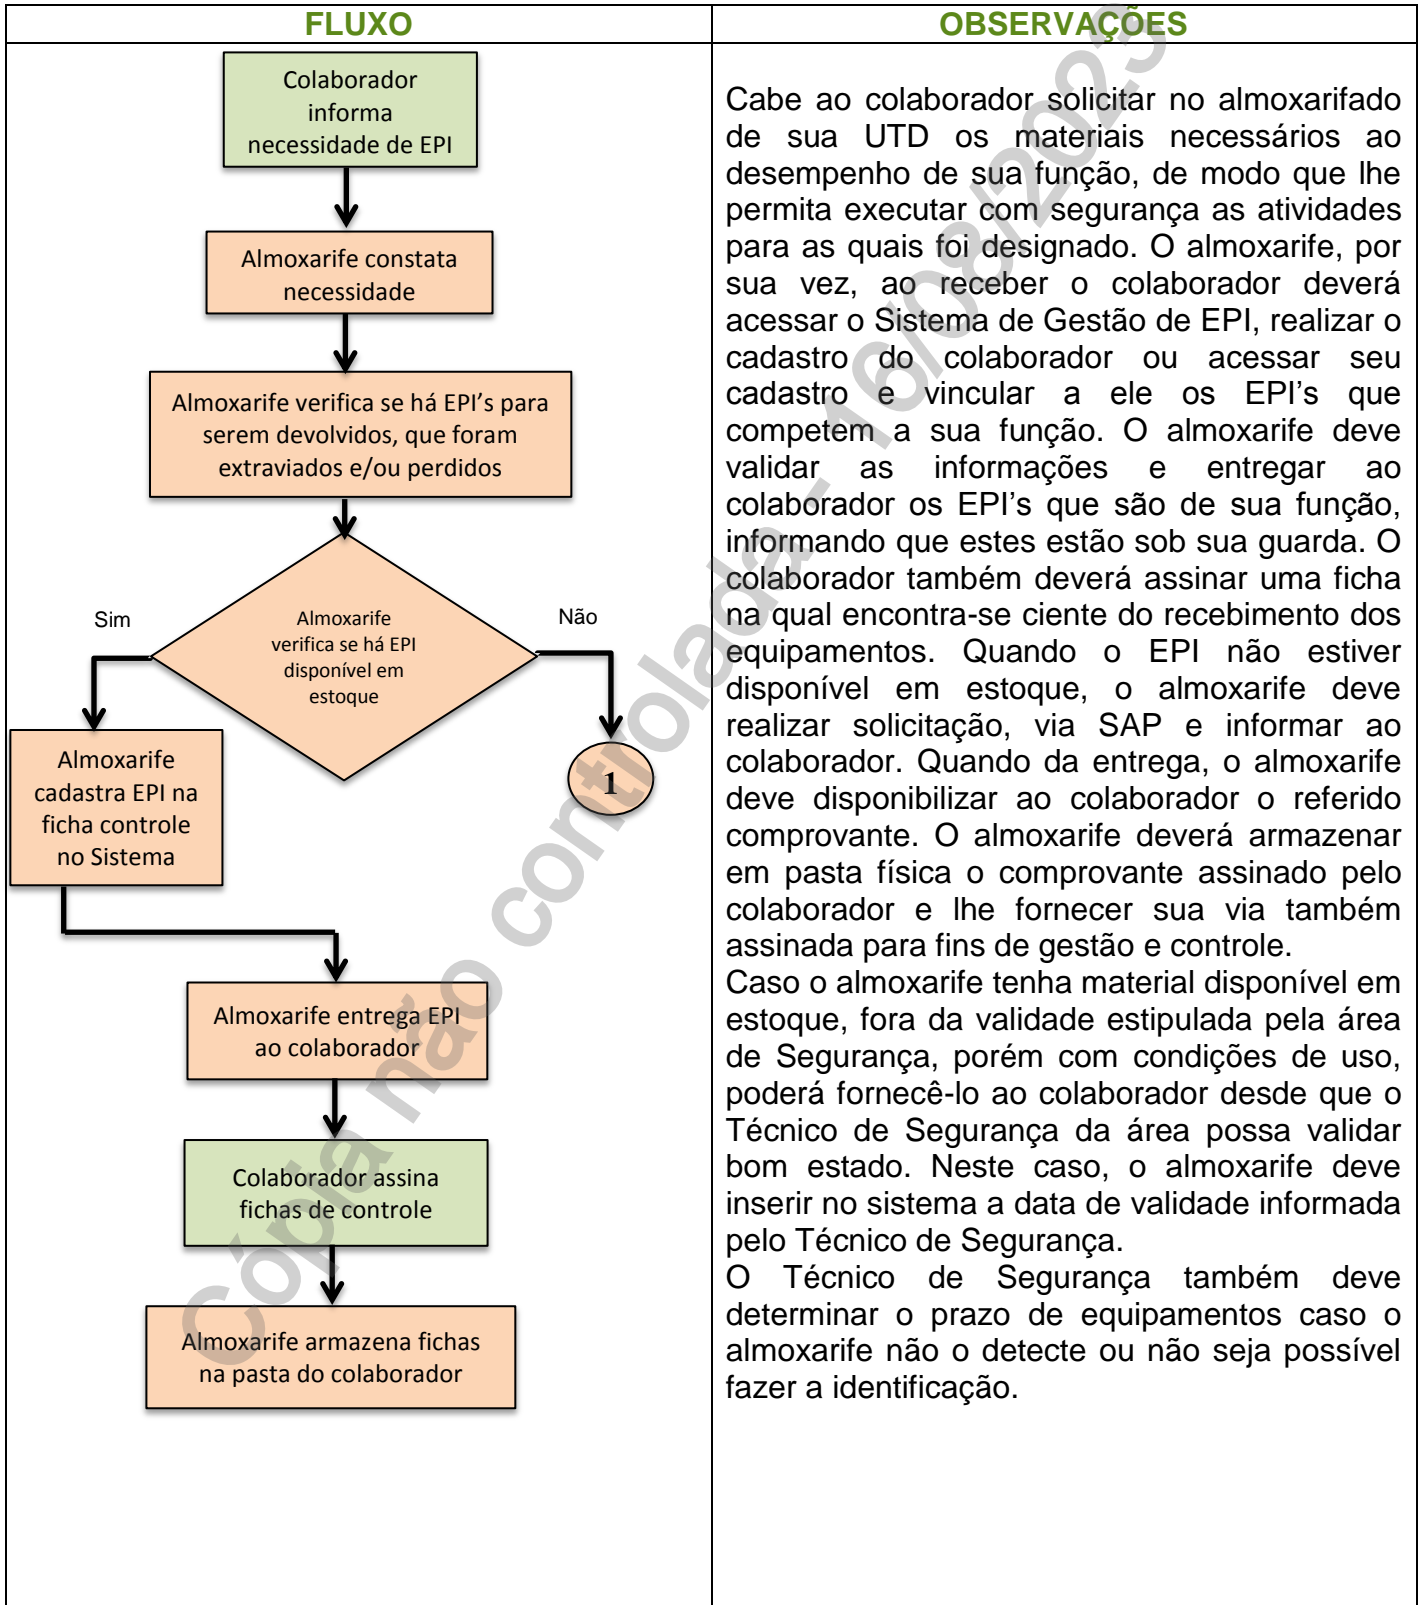 FLUXO
Colaborador
informa
necessidade de EPI
Almoxarife constata
necessidade
Almoxarife verifica se há EPI's para
serem devolvidos, que foram
extraviados e/ou perdidos
Almoxarife
verifica se há EPI
disponível em
estoque
Sim
Não
Almoxarife
cadastra EPI na
ficha controle
no Sistema
1
Almoxarife entrega EPI
ao colaborador
Colaborador assina
fichas de controle
Almoxarife armazena fichas
na pasta do colaborador
OBSERVAÇÕES
Cabe ao colaborador solicitar no almoxarifado
de sua UTD os materiais necessários ao
desempenho de sua função, de modo que lhe
permita executar com segurança as atividades
para as quais foi designado. O almoxarife, por
sua vez, ao receber o colaborador deverá
acessar o Sistema de Gestão de EPI, realizar o
cadastro do colaborador ou acessar seu
cadastro e vincular a ele os EPI's que
competem a sua função. O almoxarife deve
validar as informações e entregar ao
colaborador os EPI's que são de sua função,
informando que estes estão sob sua guarda. O
colaborador também deverá assinar uma ficha
na qual encontra-se ciente do recebimento dos
equipamentos. Quando o EPI não estiver
disponível em estoque, o almoxarife deve
realizar solicitação, via SAP e informar ao
colaborador. Quando da entrega, o almoxarife
deve disponibilizar ao colaborador o referido
comprovante. O almoxarife deverá armazenar
em pasta física o comprovante assinado pelo
colaborador e lhe fornecer sua via também
assinada para fins de gestão e controle.
Caso o almoxarife tenha material disponível em
estoque, fora da validade estipulada pela área
de Segurança, porém com condições de uso,
poderá fornecê-lo ao colaborador desde que o
Técnico de Segurança da área possa validar
bom estado. Neste caso, o almoxarife deve
inserir no sistema a data de validade informada
pelo Técnico de Segurança.
O Técnico de Segurança também deve
determinar o prazo de equipamentos caso o
almoxarife não o detecte ou não seja possível
fazer a identificação.
Cópia não controlada - 16/08/2023